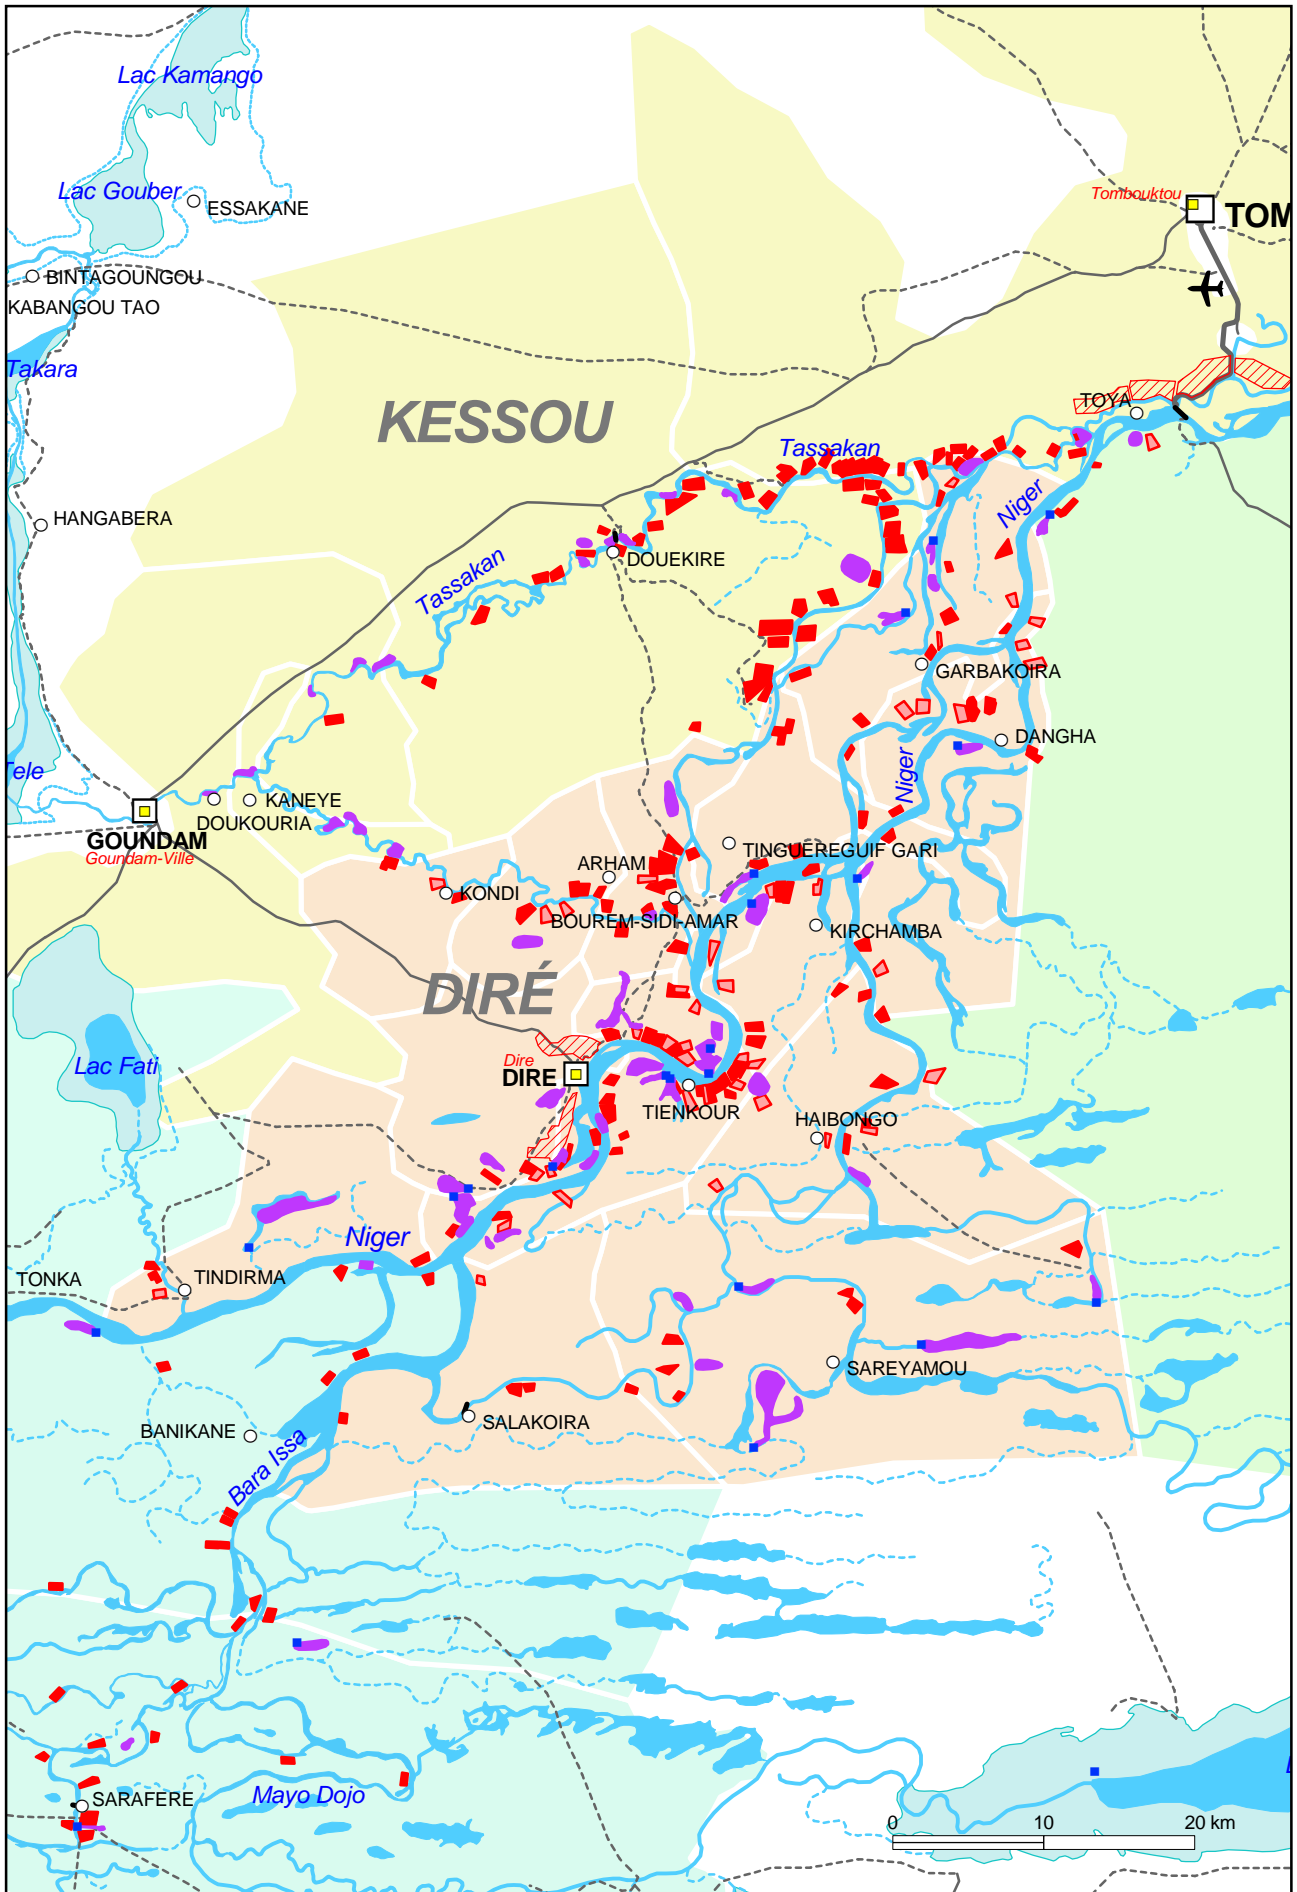 Lac Kamango
Lac Gouber
ESSAKANE
Tombouktou
TOM
BINTAGOUNGOU
KABANGOU TAO
Takara
TOYA
KESSOU
Tassakan
Niger
HANGABERA
DOUEKIRE
Tassakan
GARBAKOIRA
DANGHA
Niger
Tele
KANEYE
DOUKOURIA
GOUNDAM
Goundam-Ville
TINGUEREGUIF GARI
ARHAM
KONDI
BOUREM-SIDI-AMAR
KIRCHAMBA
DIRÉ
Lac Fati
Dire
DIRE
TIENKOUR
HAIBONGO
Niger
TONKA
TINDIRMA
SAREYAMOU
SALAKOIRA
BANIKANE
Bara Issa
Mayo Dojo
SARAFERE
0 10 20 km